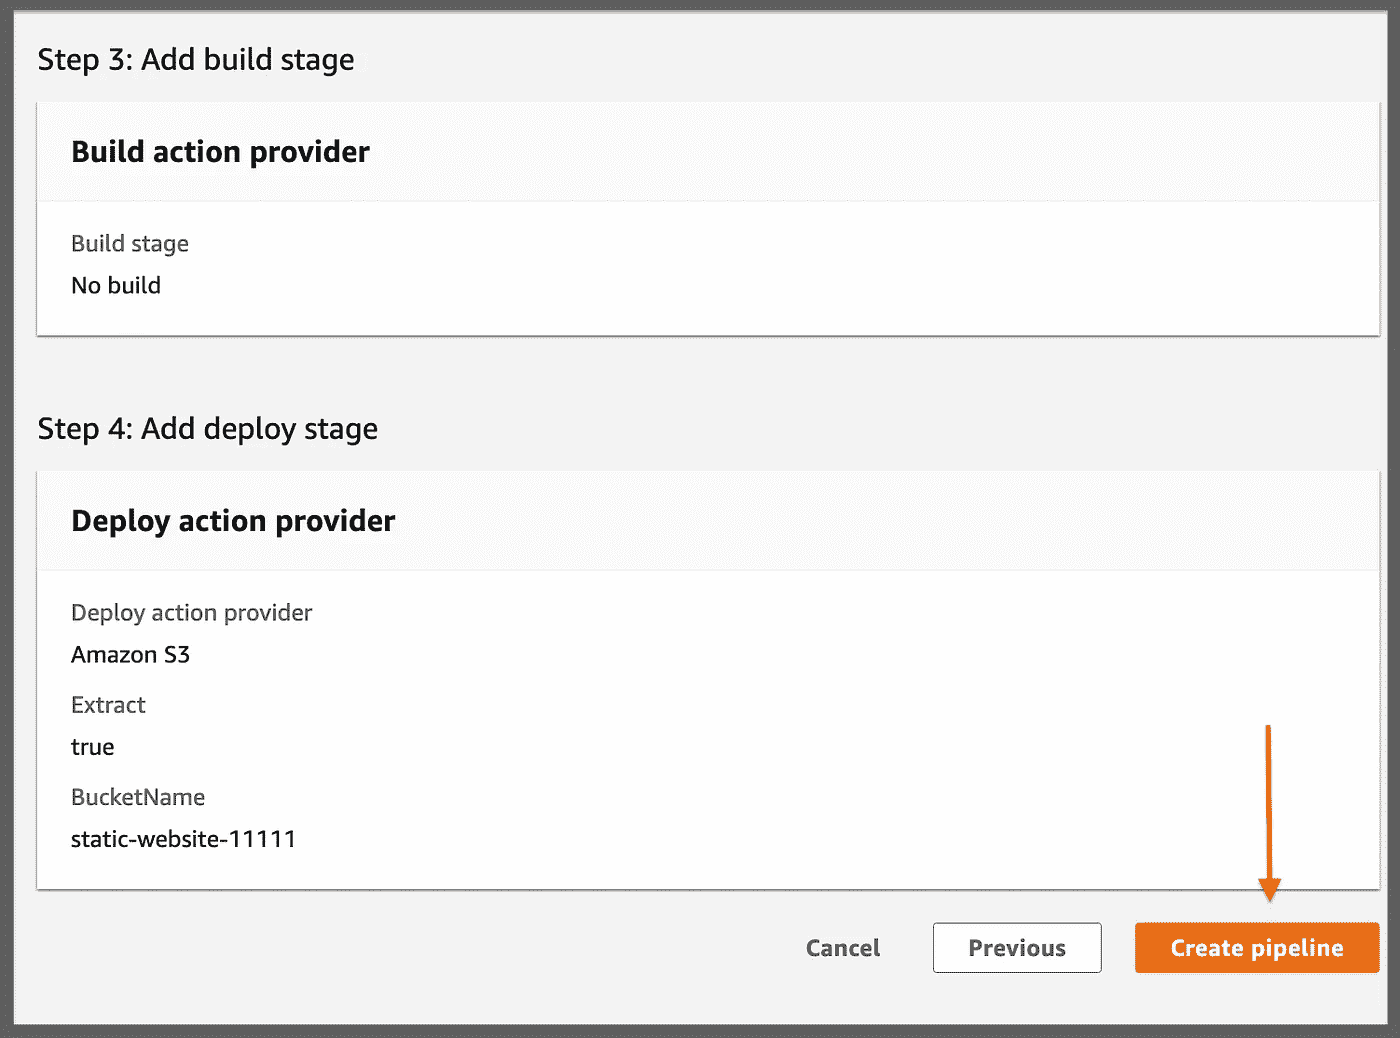 Step 3: Add build stage
Build action provider
Build stage
No build
Step 4: Add deploy stage
Deploy action provider
Deploy action provider
Amazon S3
Extract
true
BucketName
static-website-11111
Cancel
Previous
Create pipeline